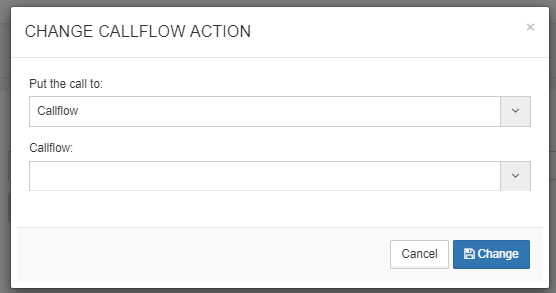 CHANGE CALLFLOW ACTION
×
Put the call to:
Callflow
Callflow:
Cancel
Change